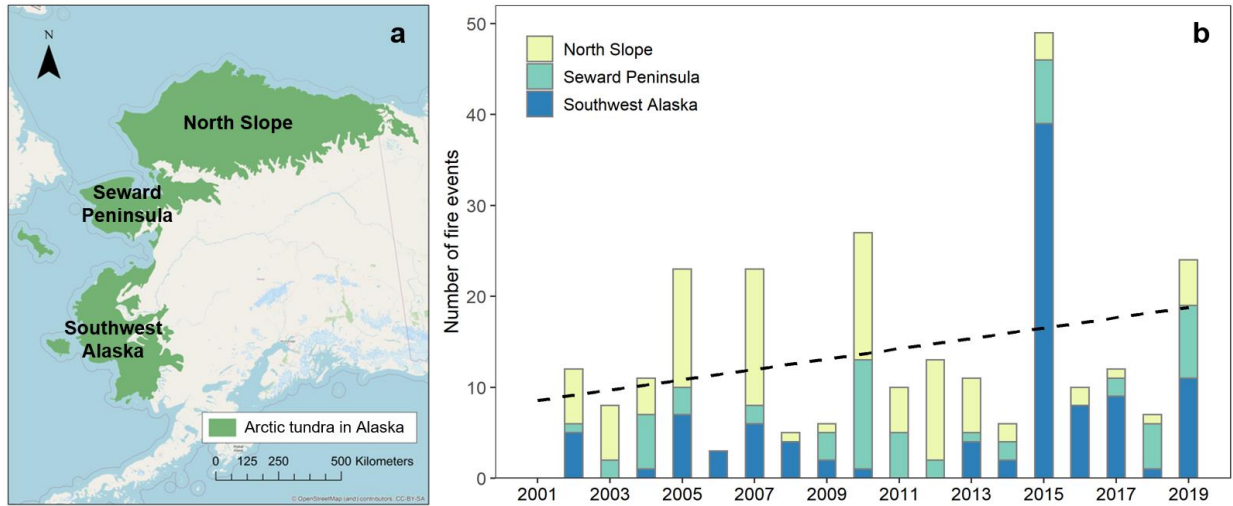 a
N
North Slope
Seward
Peninsula
Southwest
Alaska
Arctic tundra in Alaska
0 125 250 500 Kilometers
© OpenStreetMap (and) contributors, CC-BY-SA
b
North Slope
Seward Peninsula
Southwest Alaska
Number of fire events
50
40
30
20
10
0
2001 2003 2005 2007 2009 2011 2013 2015 2017 2019